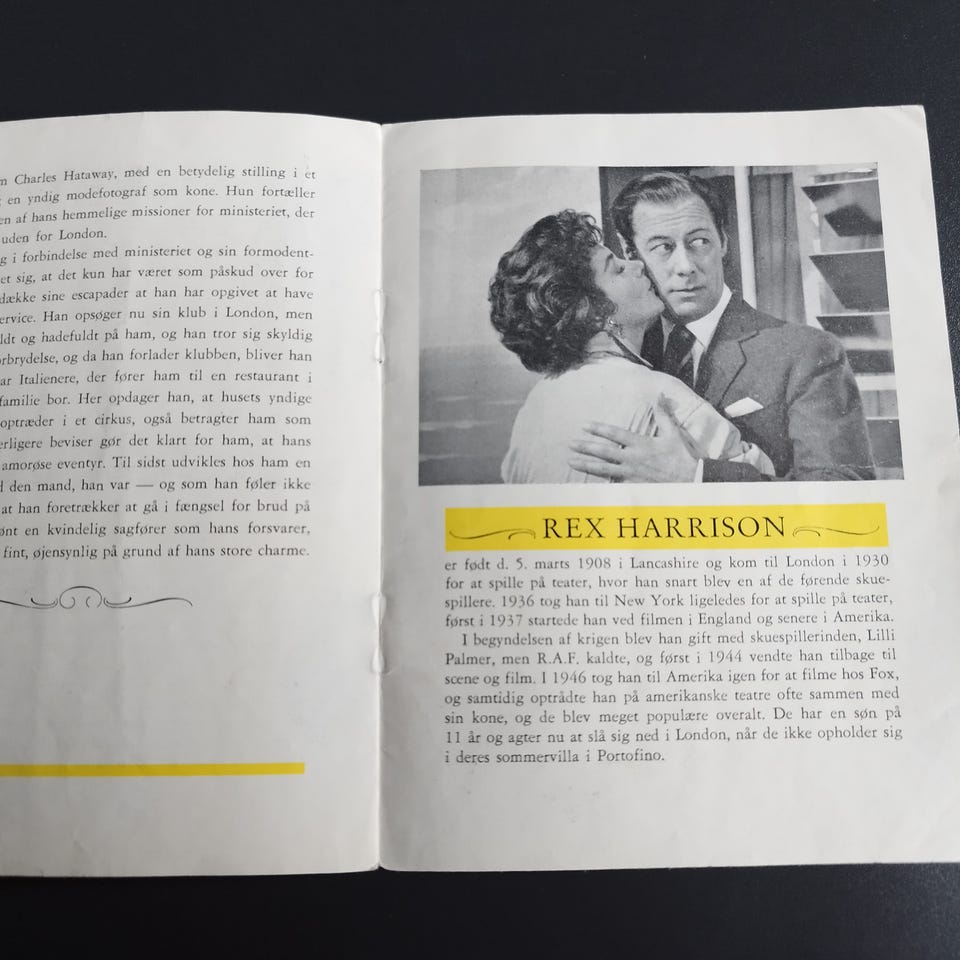 Charles Hataway, med en betydelig stilling i et
en yndig modefotograf som kone. Hun fortæller
en af hans hemmelige missioner for ministeriet, der
uden for London.
g i forbindelse med ministeriet og sin formodent-
et sig, at det kun har været som påskud over for
dække sine escapader at han har opgivet at have
ervice. Han opsøger nu sin klub i London, men
ldt og hadefuldt på ham, og han tror sig skyldig
rbrydelse, og da han forlader klubben, bliver han
ar Italienere, der fører ham til en restaurant i
familie bor. Her opdager han, at husets yndige
optræder i et cirkus, også betragter ham som
erligere beviser gør det klart for ham, at hans
amorøse eventyr. Til sidst udvikles hos ham en
den mand, han var — og som han føler ikke
at han foretrækker at gå i fængsel for brud på
ønt en kvindelig sagfører som hans forsvarer,
fint, øjensynlig på grund af hans store charme.
REX HARRISON
er født d. 5. marts 1908 i Lancashire og kom til London i 1930
for at spille på teater, hvor han snart blev en af de førende skue-
spillere. 1936 tog han til New York ligeledes for at spille på teater,
først i 1937 startede han ved filmen i England og senere i Amerika.
I begyndelsen af krigen blev han gift med skuespillerinden, Lilli
Palmer, men R.A.F. kaldte, og først i 1944 vendte han tilbage til
scene og film. I 1946 tog han til Amerika igen for at filme hos Fox,
og samtidig optrådte han på amerikanske teatre ofte sammen med
sin kone, og de blev meget populære overalt. De har en søn på
11 år og agter nu at slå sig ned i London, når de ikke opholder sig
i deres sommervilla i Portofino.